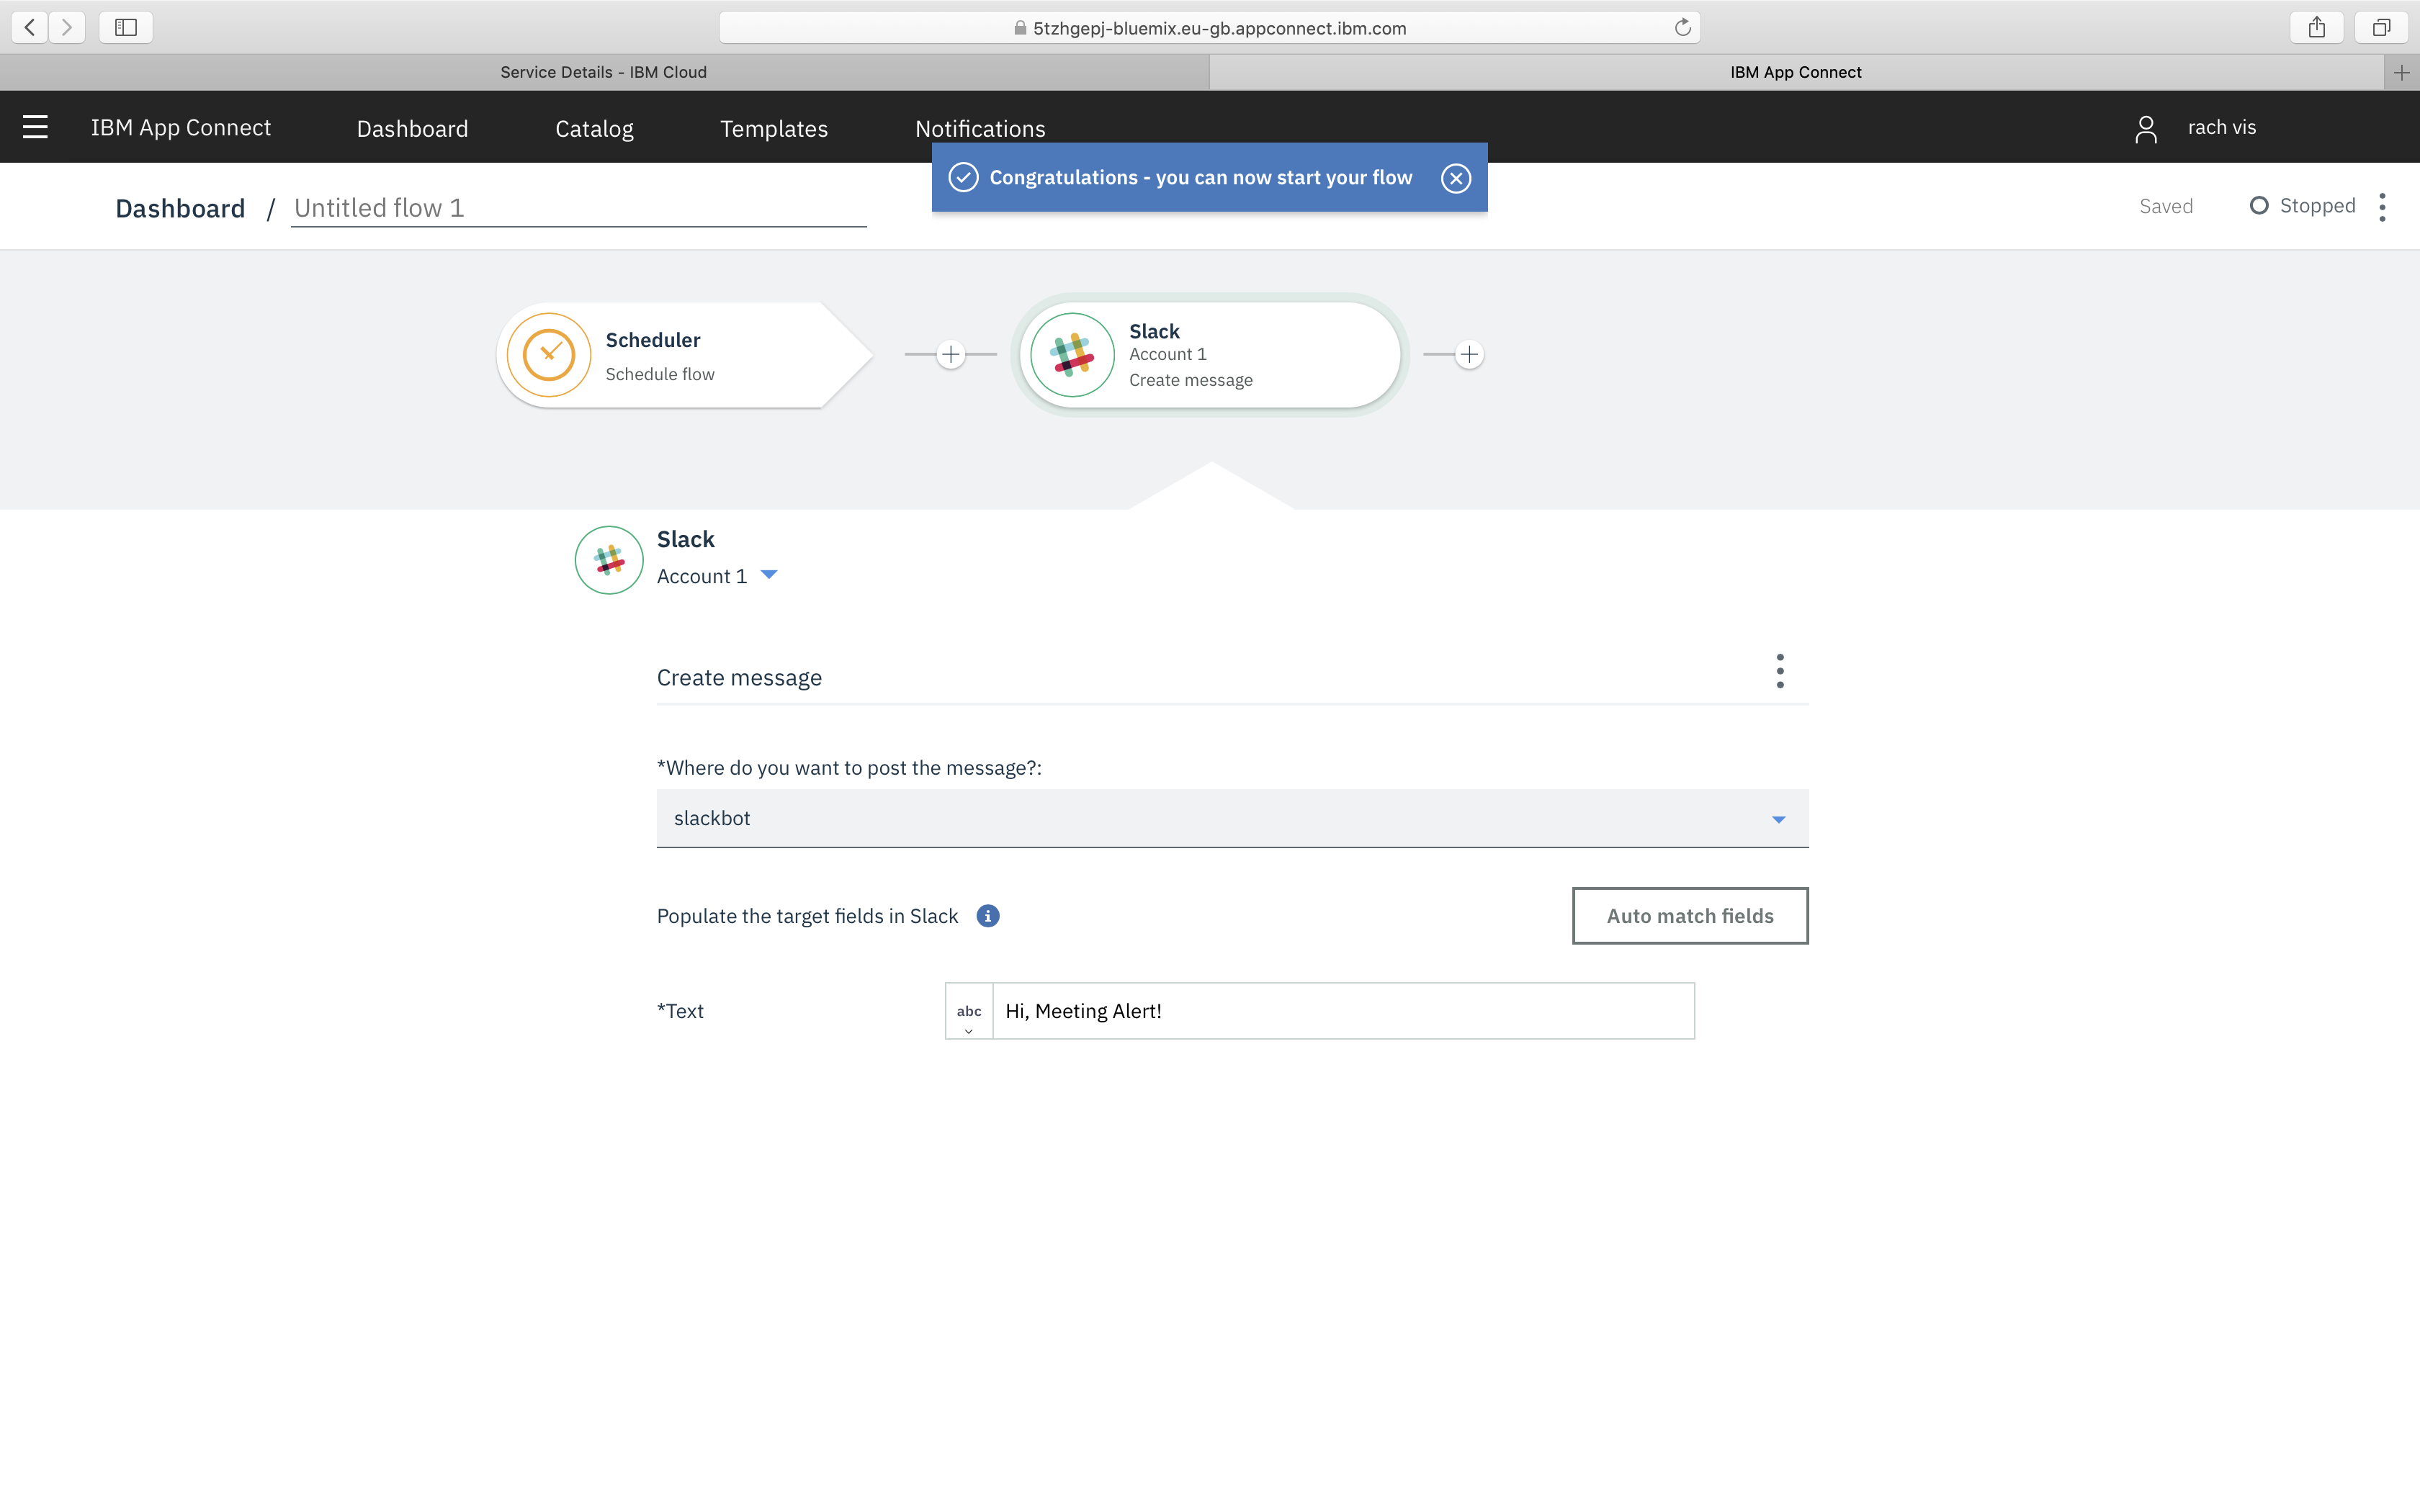 5tzhgepj-bluemix.eu-gb.appconnect.ibm.com
Service Details - IBM Cloud
IBM App Connect
IBM App Connect
Dashboard
Catalog
Templates
Notifications
rach vis
Congratulations - you can now start your flow
Dashboard / Untitled flow 1
Saved
Stopped
Scheduler
Schedule flow
Slack
Account 1
Create message
Slack
Account 1
Create message
*Where do you want to post the message?:
slackbot
Populate the target fields in Slack
i
Auto match fields
*Text
abc
Hi, Meeting Alert!